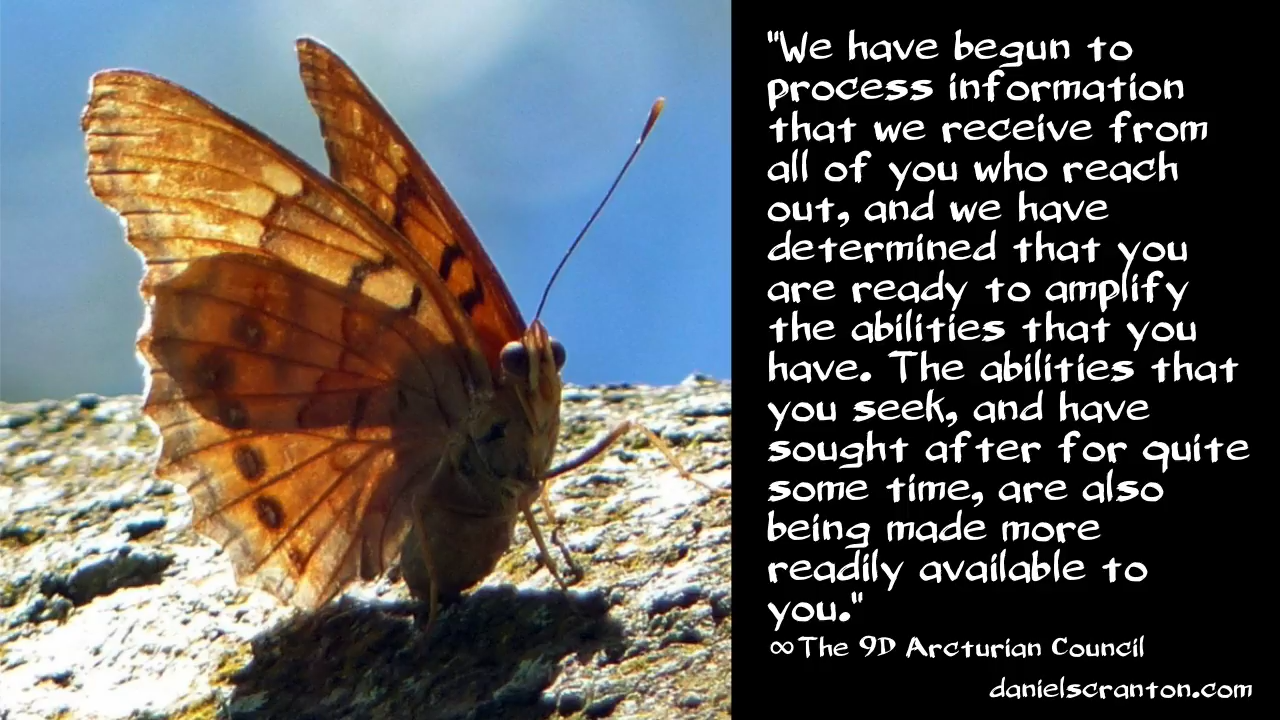 "We have begun to
process information
that we receive from
all of you who reach
out, and we have
determined that you
are ready to amplify
the abilities that you
have. The abilities that
you seek, and have
sought after for quite
some time, are also
being made more
readily available to
you."
∞The 9D Arcturian Council
danielscranton.com